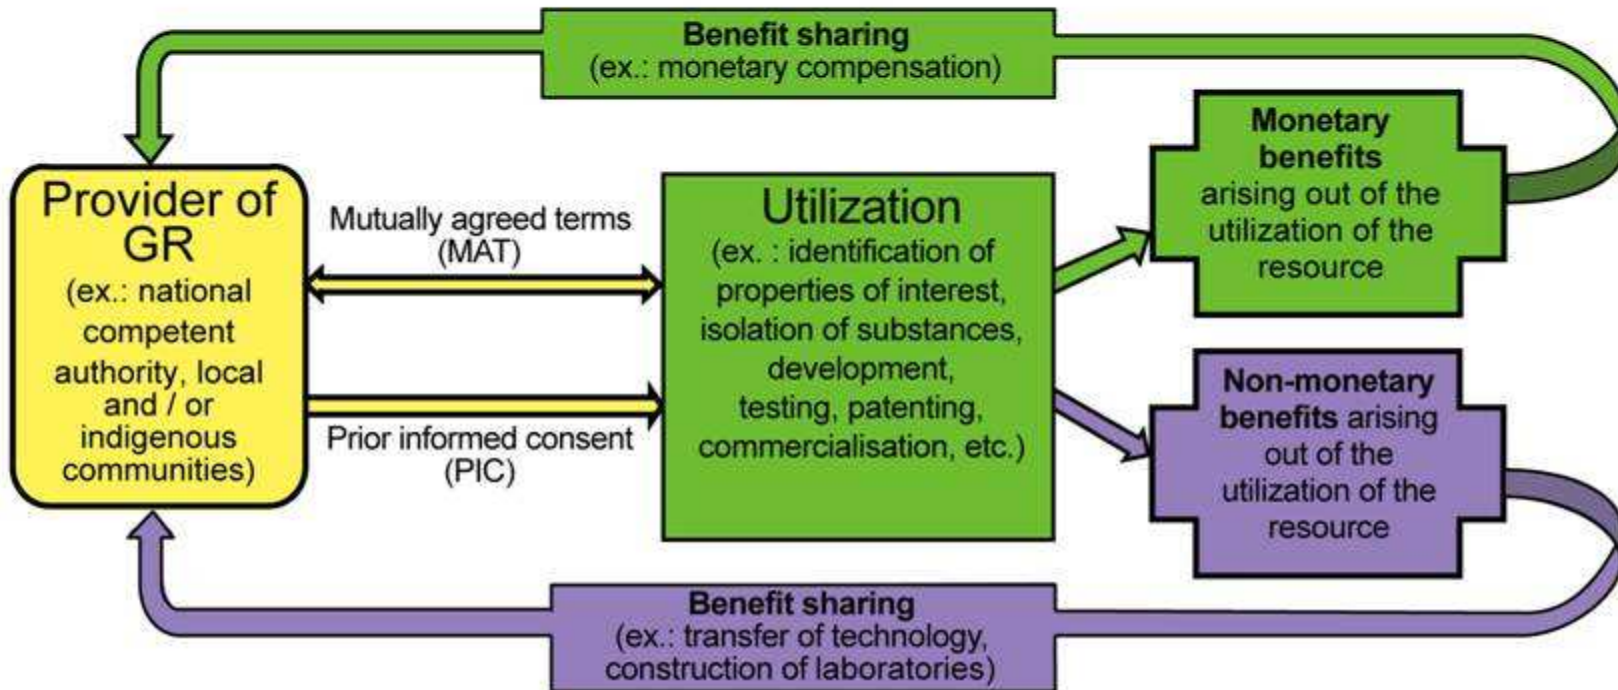 Benefit sharing
(ex.: monetary compensation)
Provider of
GR
(ex.: national
competent
authority, local
and / or
indigenous
communities)
Mutually agreed terms
(MAT)
Prior informed consent
(PIC)
Utilization
(ex. : identification of
properties of interest,
isolation of substances,
development,
testing, patenting,
commercialisation, etc.)
Monetary
benefits
arising out of the
utilization of the
resource
Non-monetary
benefits arising
out of the
utilization of the
resource
Benefit sharing
(ex.: transfer of technology,
construction of laboratories)